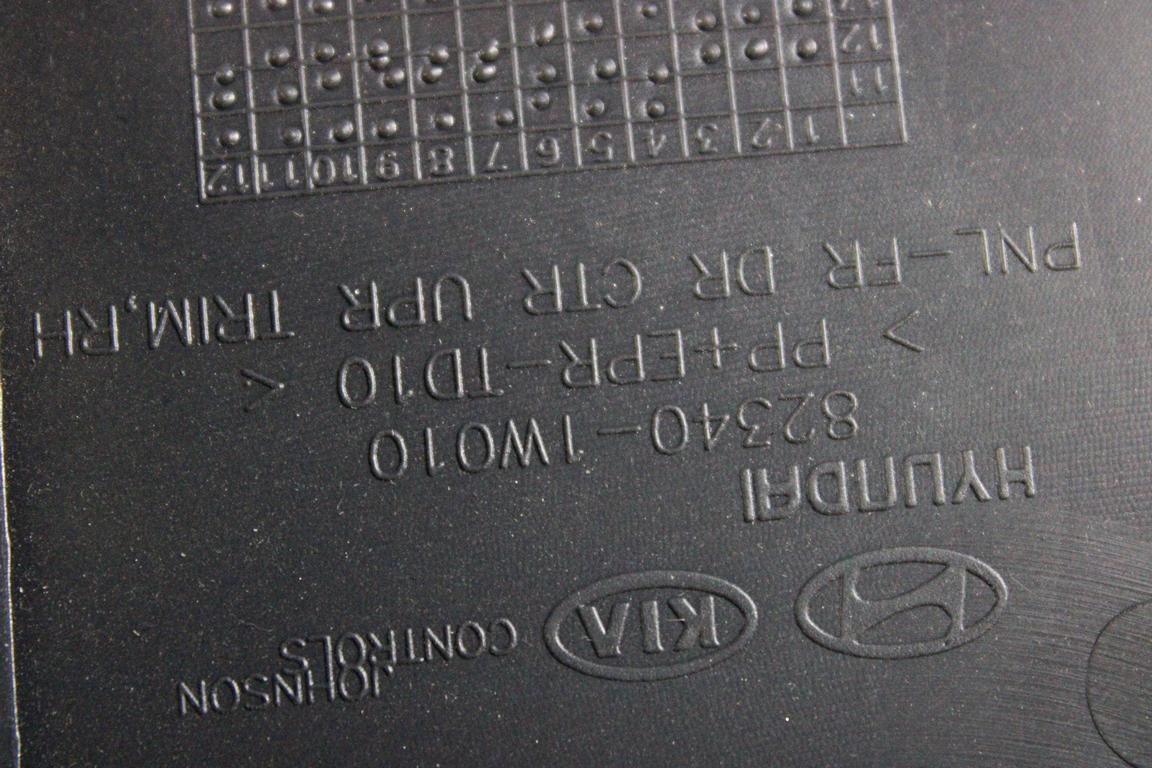 KIA
JOHNSON
CONTROLS
HYUNDAI
82340-1W010
> PP+EPR-TD10 <
PNL-FR DR CTR UPR TRIM,RH
1 2 3 4 5 6 7 8 9 10 11 12
11
12